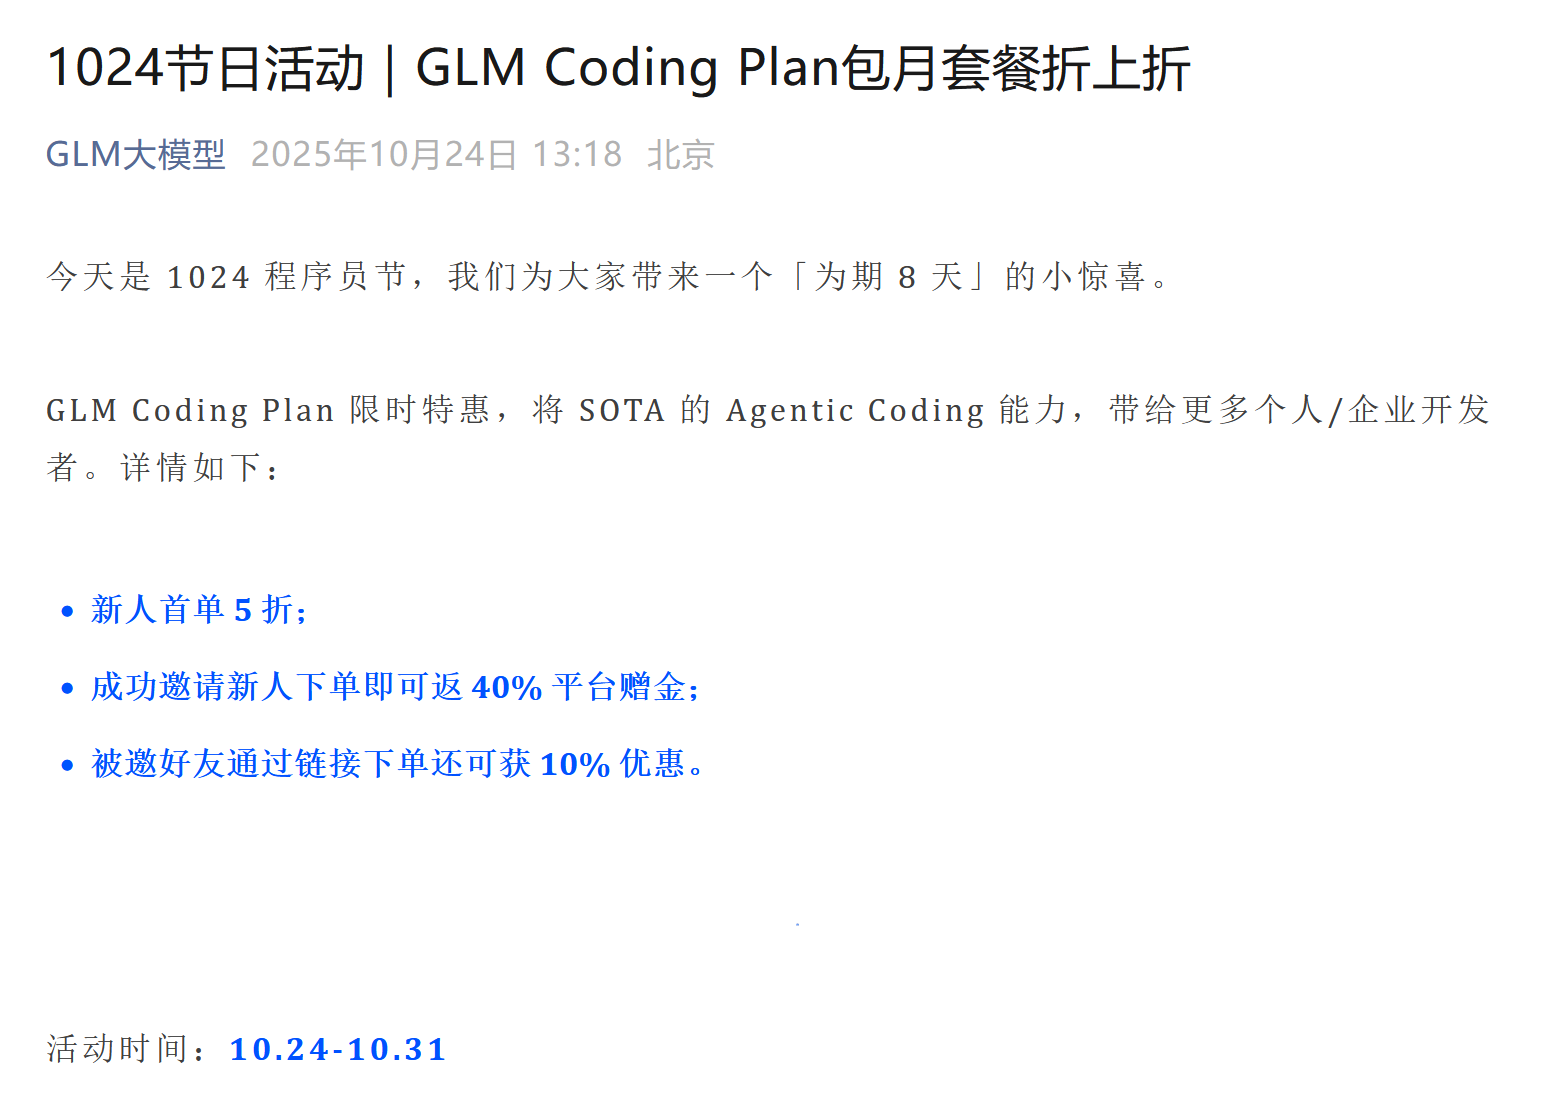 1024节日活动 | GLM Coding Plan包月套餐折上折
GLM大模型 2025年10月24日 13:18 北京
今天是 1024 程序员节，我们为大家带来一个「为期 8 天」的小惊喜。
GLM Coding Plan 限时特惠，将 SOTA 的 Agentic Coding 能力，带给更多个人/企业开发
者。详情如下：
• 新人首单 5 折；
• 成功邀请新人下单即可返 40% 平台赠金；
• 被邀好友通过链接下单还可获 10% 优惠。
活动时间：10.24-10.31